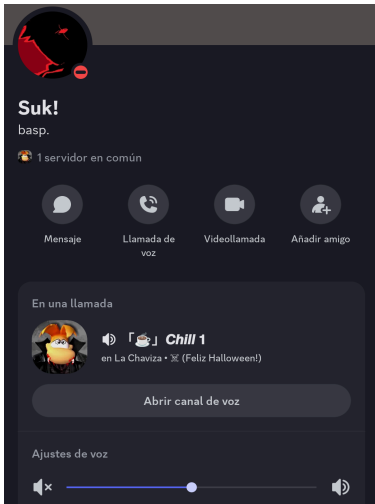 Suk!
basp.
1 servidor en común
Mensaje
Llamada de
voz
Videollamada
Añadir amigo
En una llamada
「☕」Chill 1
en La Chaviza • ☠️ (Feliz Halloween!)
Abrir canal de voz
Ajustes de voz